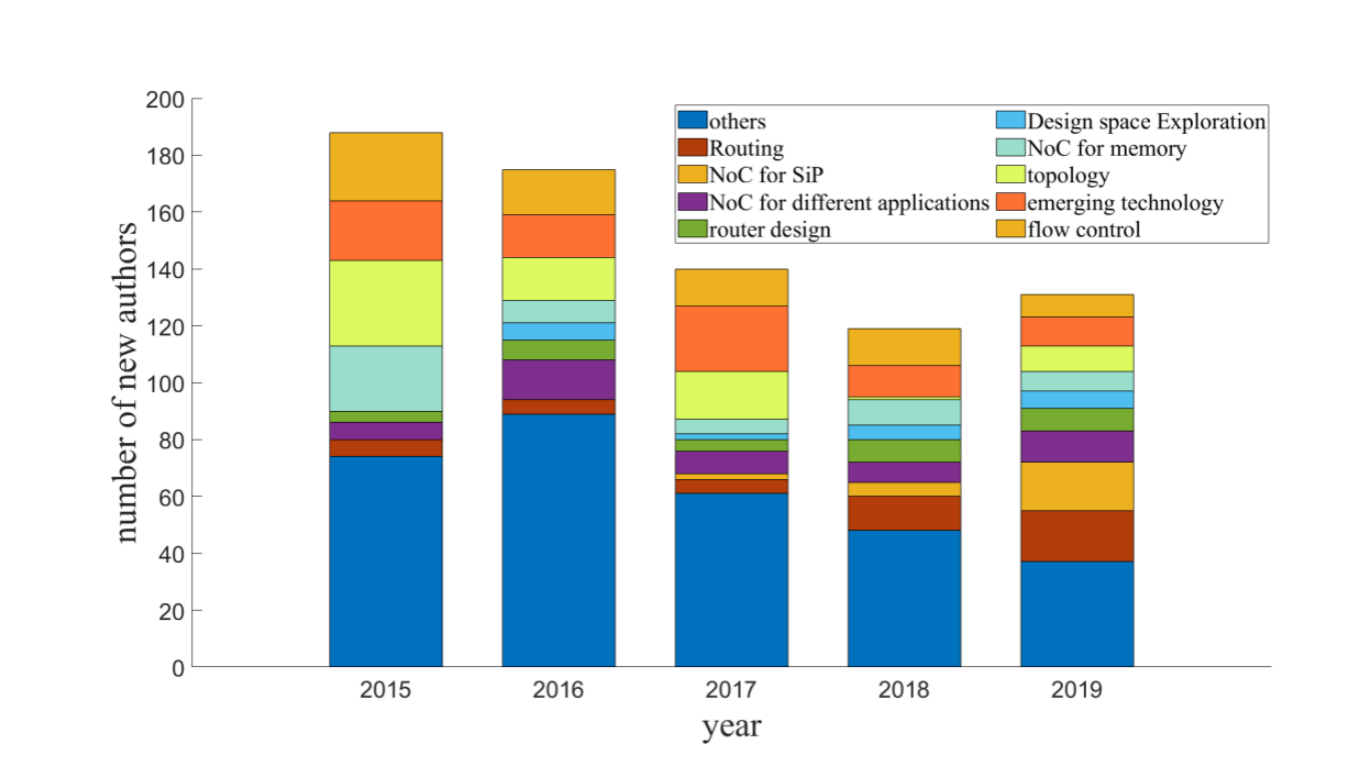 200
180
160
140
120
100
80
60
40
20
0
number of new authors
others
Routing
NoC for SiP
NoC for different applications
router design
Design space Exploration
NoC for memory
topology
emerging technology
flow control
2015 2016 2017 2018 2019
year